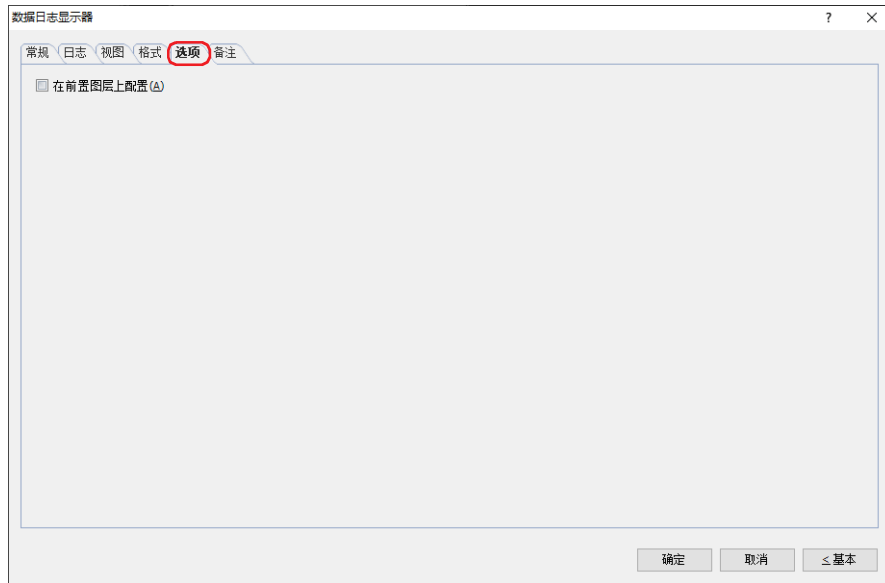 数据日志显示器 ? ×
常规 日志 视图 格式 选项 备注
在前置图层上配置(A)
确定 取消 <基本